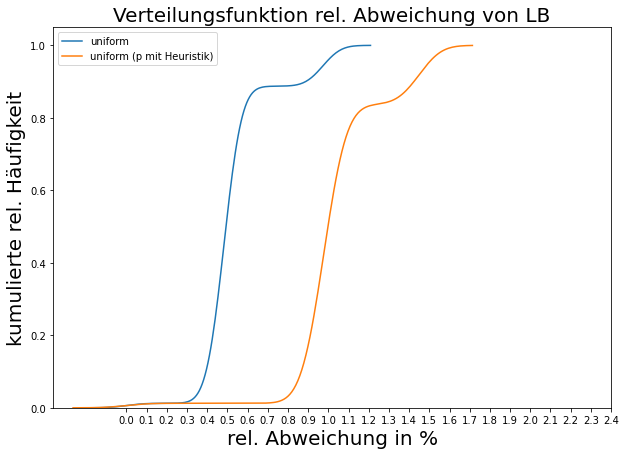 Verteilungsfunktion rel. Abweichung von LB
uniform
uniform (p mit Heuristik)
kumulierte rel. Häufigkeit
1.0
0.8
0.6
0.4
0.2
0.0
0.0 0.1 0.2 0.3 0.4 0.5 0.6 0.7 0.8 0.9 1.0 1.1 1.2 1.3 1.4 1.5 1.6 1.7 1.8 1.9 2.0 2.1 2.2 2.3 2.4
rel. Abweichung in %